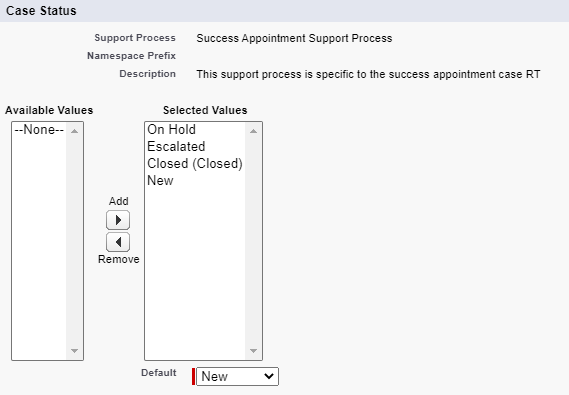 Case Status
Support Process Success Appointment Support Process
Namespace Prefix
Description This support process is specific to the success appointment case RT
Available Values Selected Values
--None-- On Hold
Escalated
Closed (Closed)
New
Add
Remove
Default New